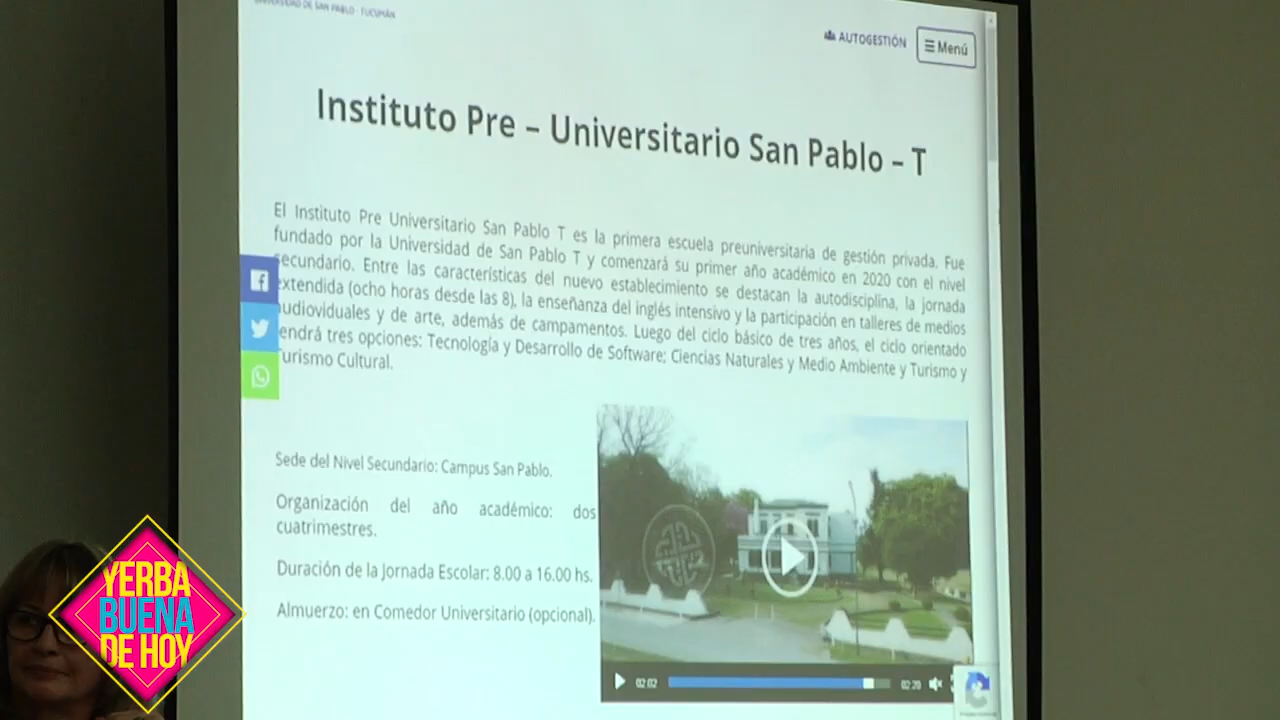 UNIVERSIDAD DE SAN PABLO - TUCUMÁN
AUTOGESTIÓN
Menú
Instituto Pre – Universitario San Pablo – T
El Instituto Pre Universitario San Pablo T es la primera escuela preuniversitaria de gestión privada. Fue
fundado por la Universidad de San Pablo T y comenzará su primer año académico en 2020 con el nivel
secundario. Entre las características del nuevo establecimiento se destacan la autodisciplina, la jornada
extendida (ocho horas desde las 8), la enseñanza del inglés intensivo y la participación en talleres de medios
audioviduales y de arte, además de campamentos. Luego del ciclo básico de tres años, el ciclo orientado
tendrá tres opciones: Tecnología y Desarrollo de Software; Ciencias Naturales y Medio Ambiente y Turismo y
Turismo Cultural.
Sede del Nivel Secundario: Campus San Pablo.
Organización del año académico: dos
cuatrimestres.
Duración de la Jornada Escolar: 8.00 a 16.00 hs.
Almuerzo: en Comedor Universitario (opcional).
02:02
02:20
YERBA
BUENA
DE HOY